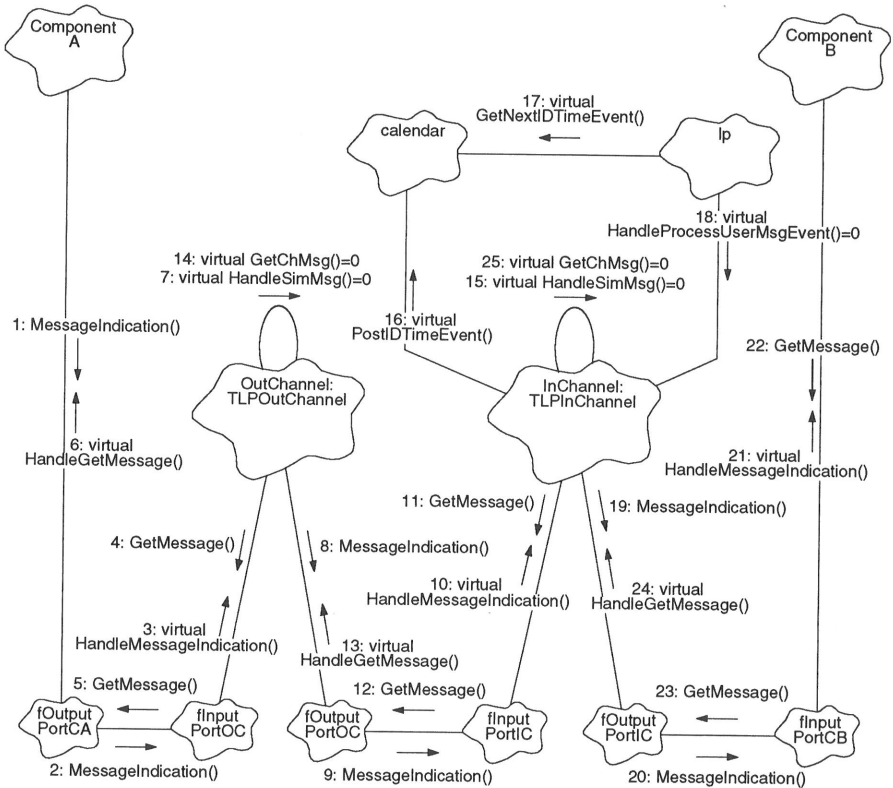 Component
A
Component
B
17: virtual
GetNextIDTimeEvent()
calendar
lp
18: virtual
HandleProcessUserMsgEvent()=0
14: virtual GetChMsg()=0
7: virtual HandleSimMsg()=0
25: virtual GetChMsg()=0
15: virtual HandleSimMsg()=0
1: MessageIndication()
16: virtual
PostIDTimeEvent()
22: GetMessage()
OutChannel:
TLPOutChannel
InChannel:
TLPInChannel
6: virtual
HandleGetMessage()
21: virtual
HandleMessageIndication()
11: GetMessage()
19: MessageIndication()
4: GetMessage()
8: MessageIndication()
10: virtual
HandleMessageIndication()
24: virtual
HandleGetMessage()
3: virtual
HandleMessageIndication()
13: virtual
HandleGetMessage()
5: GetMessage()
12: GetMessage()
23: GetMessage()
fOutput
PortCA
fInput
PortOC
fOutput
PortOC
fInput
PortIC
fOutput
PortIC
fInput
PortCB
2: MessageIndication()
9: MessageIndication()
20: MessageIndication()